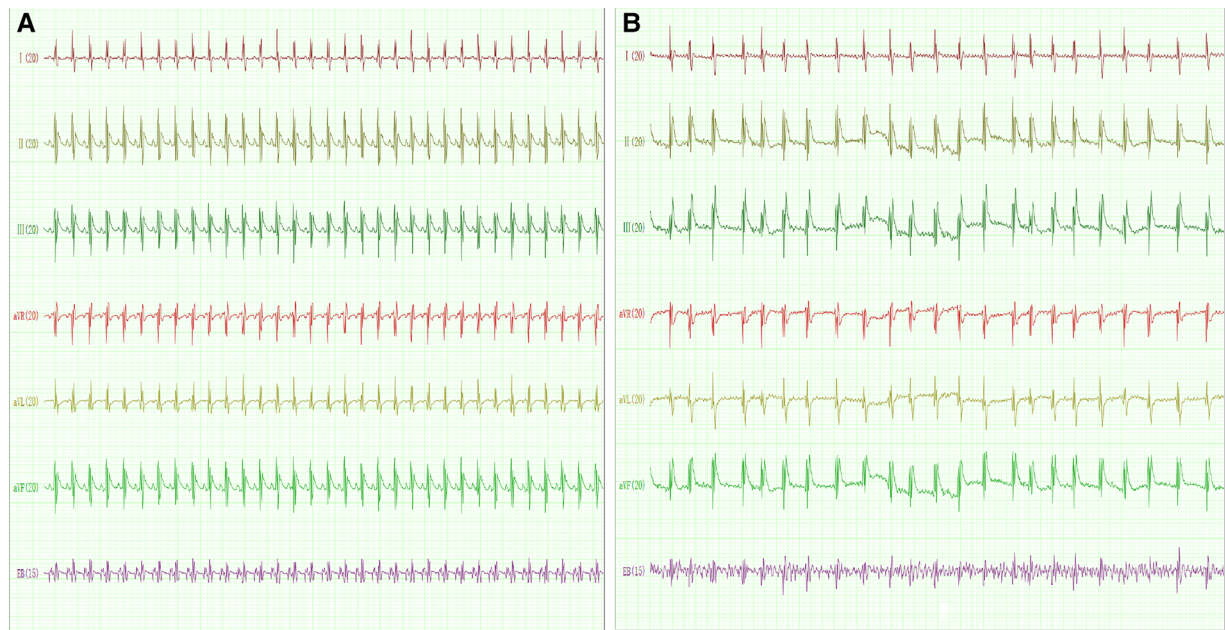 A
I (20)
II (20)
III(20)
aVR(20)
aVL(20)
aVF(20)
EB(15)
B
I (20)
II (20)
III(20)
aVR(20)
aVL(20)
aVF(20)
EB(15)